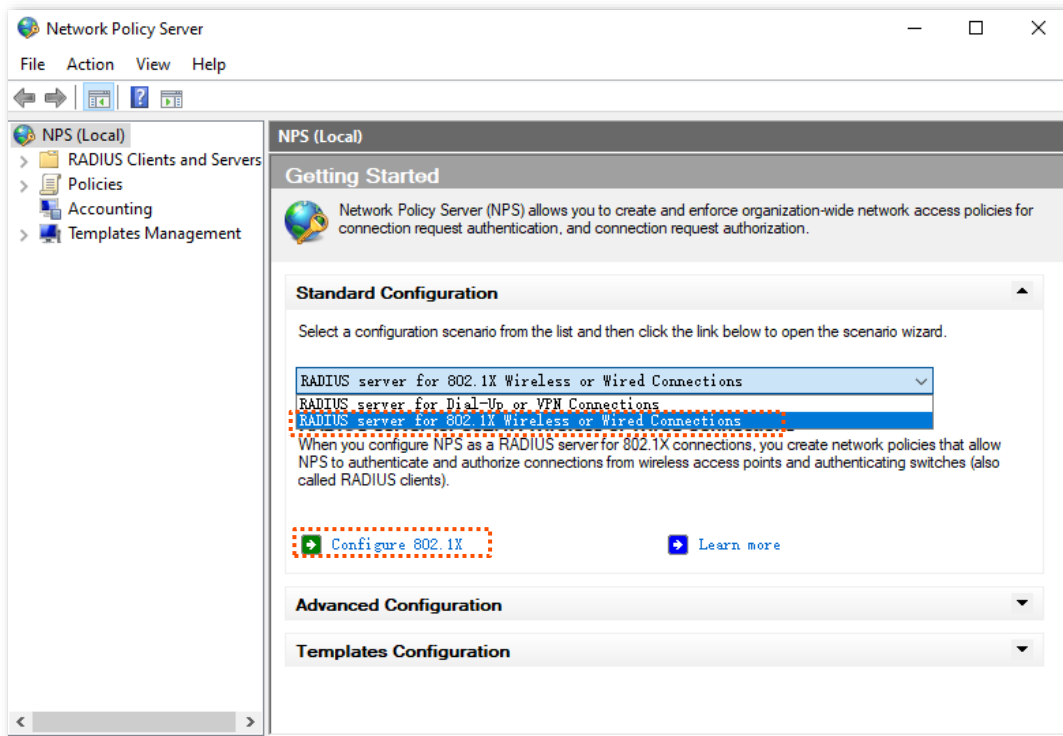 Network Policy Server
File Action View Help
NPS (Local)
RADIUS Clients and Servers
Policies
Accounting
Templates Management
NPS (Local)
Getting Started
Network Policy Server (NPS) allows you to create and enforce organization-wide network access policies for
connection request authentication, and connection request authorization.
Standard Configuration
Select a configuration scenario from the list and then click the link below to open the scenario wizard.
RADIUS server for 802.1X Wireless or Wired Connections
RADIUS server for Dial-Up or VPN Connections
RADIUS server for 802.1X Wireless or Wired Connections
When you configure NPS as a RADIUS server for 802.1X connections, you create network policies that allow
NPS to authenticate and authorize connections from wireless access points and authenticating switches (also
called RADIUS clients).
Configure 802.1X
Learn more
Advanced Configuration
Templates Configuration